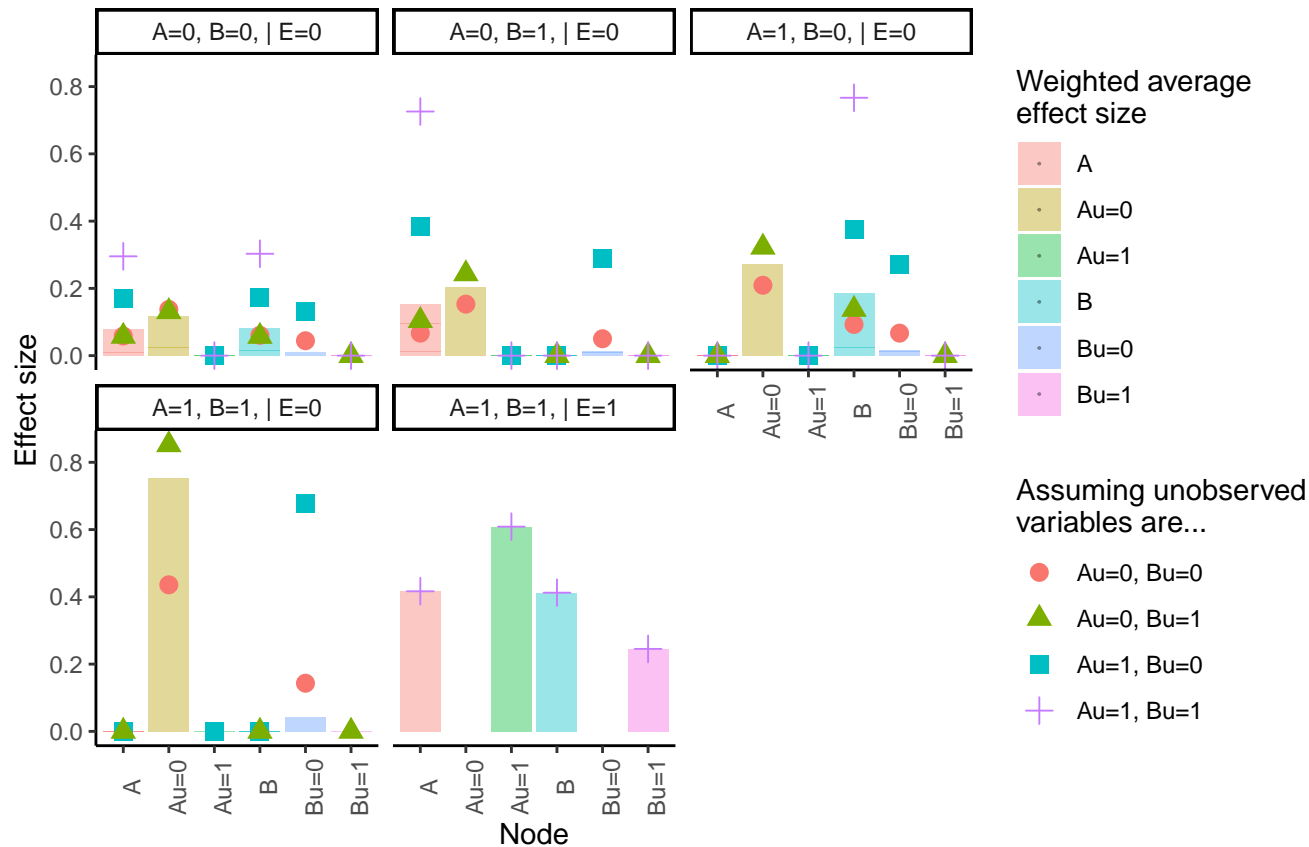 A=0, B=0, | E=0
A=0, B=1, | E=0
A=1, B=0, | E=0
0.8
0.6
0.4
0.2
0.0
A
Au=0
Au=1
B
Bu=0
Bu=1
A=1, B=1, | E=0
A=1, B=1, | E=1
0.8
0.6
0.4
0.2
0.0
A
Au=0
Au=1
B
Bu=0
Bu=1
A
Au=0
Au=1
B
Bu=0
Bu=1
Effect size
Node
Weighted average
effect size
A
Au=0
Au=1
B
Bu=0
Bu=1
Assuming unobserved
variables are...
Au=0, Bu=0
Au=0, Bu=1
Au=1, Bu=0
Au=1, Bu=1